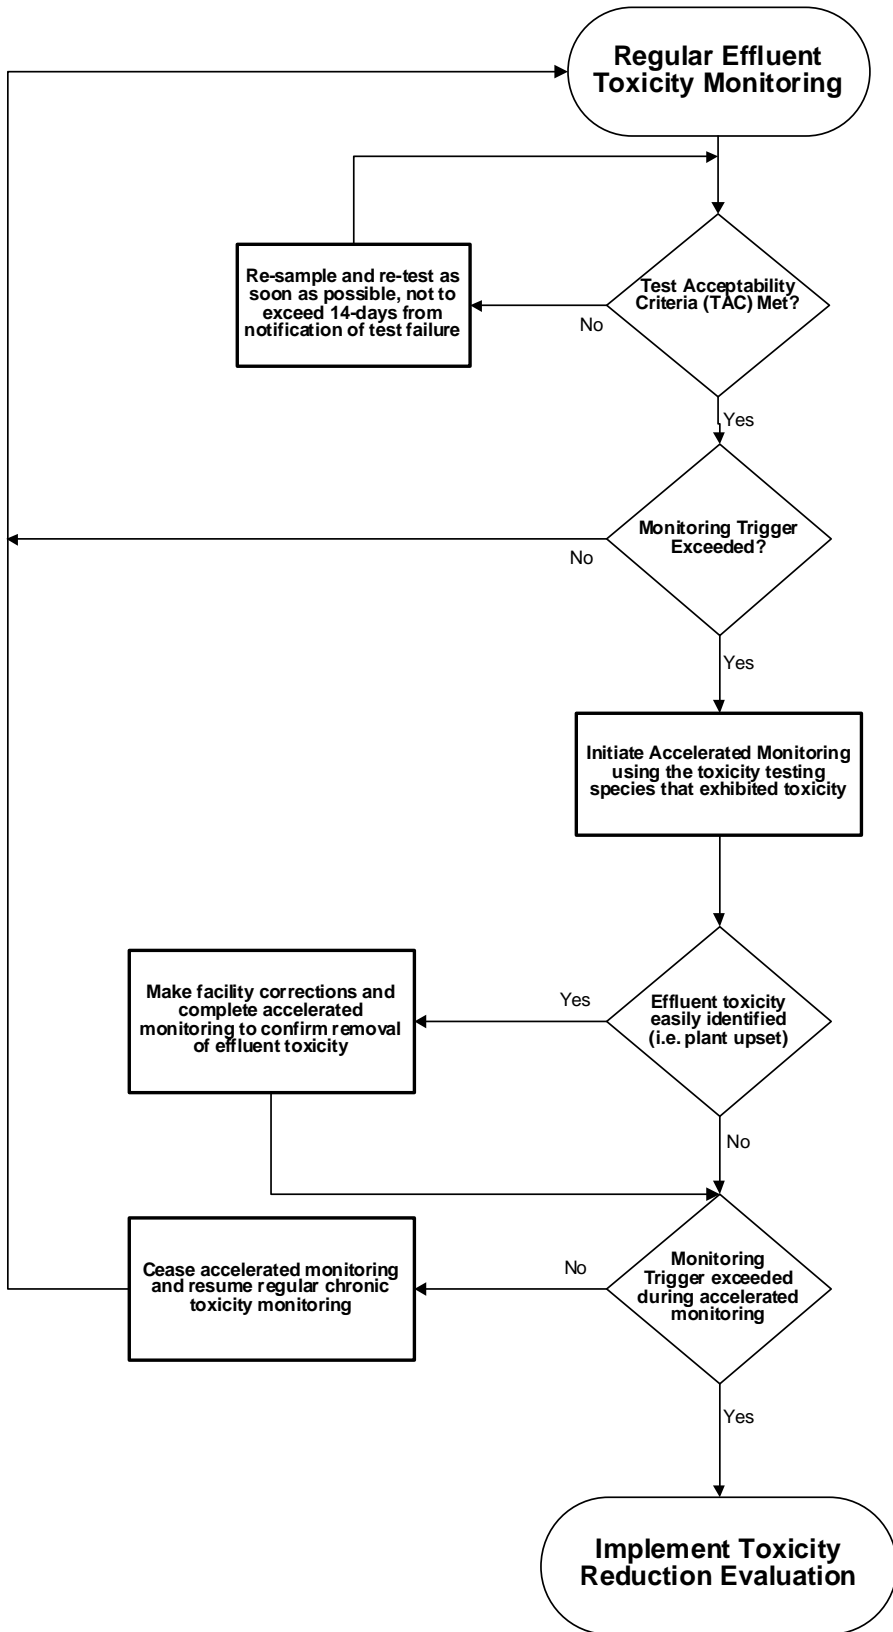 Regular Effluent
Toxicity Monitoring
Re-sample and re-test as
soon as possible, not to
exceed 14-days from
notification of test failure
Test Acceptability
Criteria (TAC) Met?
No
Yes
Monitoring Trigger
Exceeded?
No
Yes
Initiate Accelerated Monitoring
using the toxicity testing
species that exhibited toxicity
Make facility corrections and
complete accelerated
monitoring to confirm removal
of effluent toxicity
Yes
Effluent toxicity
easily identified
(i.e. plant upset)
No
Cease accelerated monitoring
and resume regular chronic
toxicity monitoring
No
Monitoring
Trigger exceeded
during accelerated
monitoring
Yes
Implement Toxicity
Reduction Evaluation